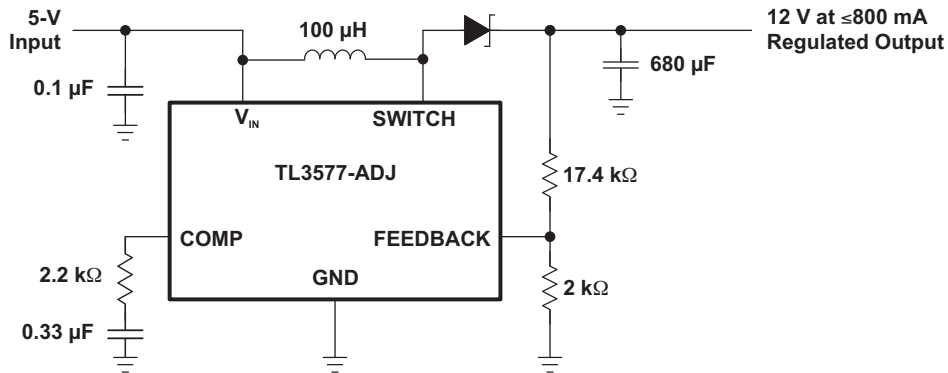 5-V
Input
12 V at ≤800 mA
Regulated Output
100 µH
0.1 µF
680 µF
VIN
SWITCH
TL3577-ADJ
17.4 kΩ
COMP
FEEDBACK
2.2 kΩ
GND
2 kΩ
0.33 µF